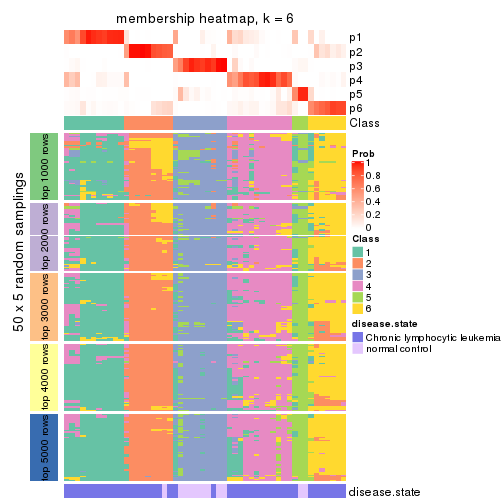 membership heatmap, k = 6
p1
p2
p3
p4
p5
p6
Class
50 x 5 random samplings
top 1000 rows
top 2000 rows
top 3000 rows
top 4000 rows
top 5000 rows
Prob
1
0.8
0.6
0.4
0.2
0
Class
1
2
3
4
5
6
disease.state
Chronic lymphocytic leukemia
normal control
disease.state